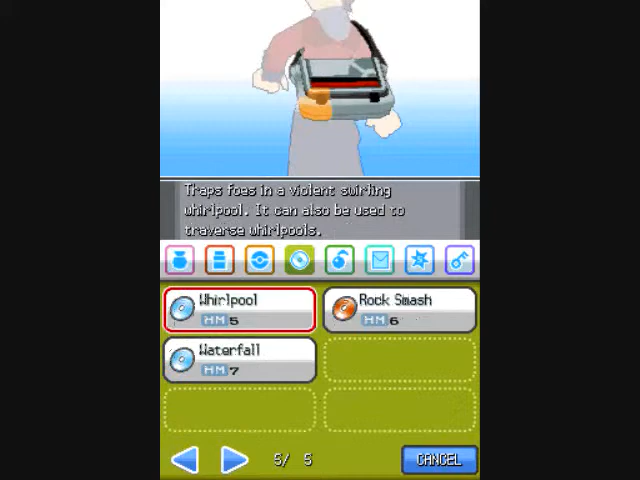 Traps foes in a violent swirling
whirlpool. It can also be used to
traverse whirlpools.
Whirlpool
HM 5
Rock Smash
HM 6
Waterfall
HM 7
5/ 5
CANCEL